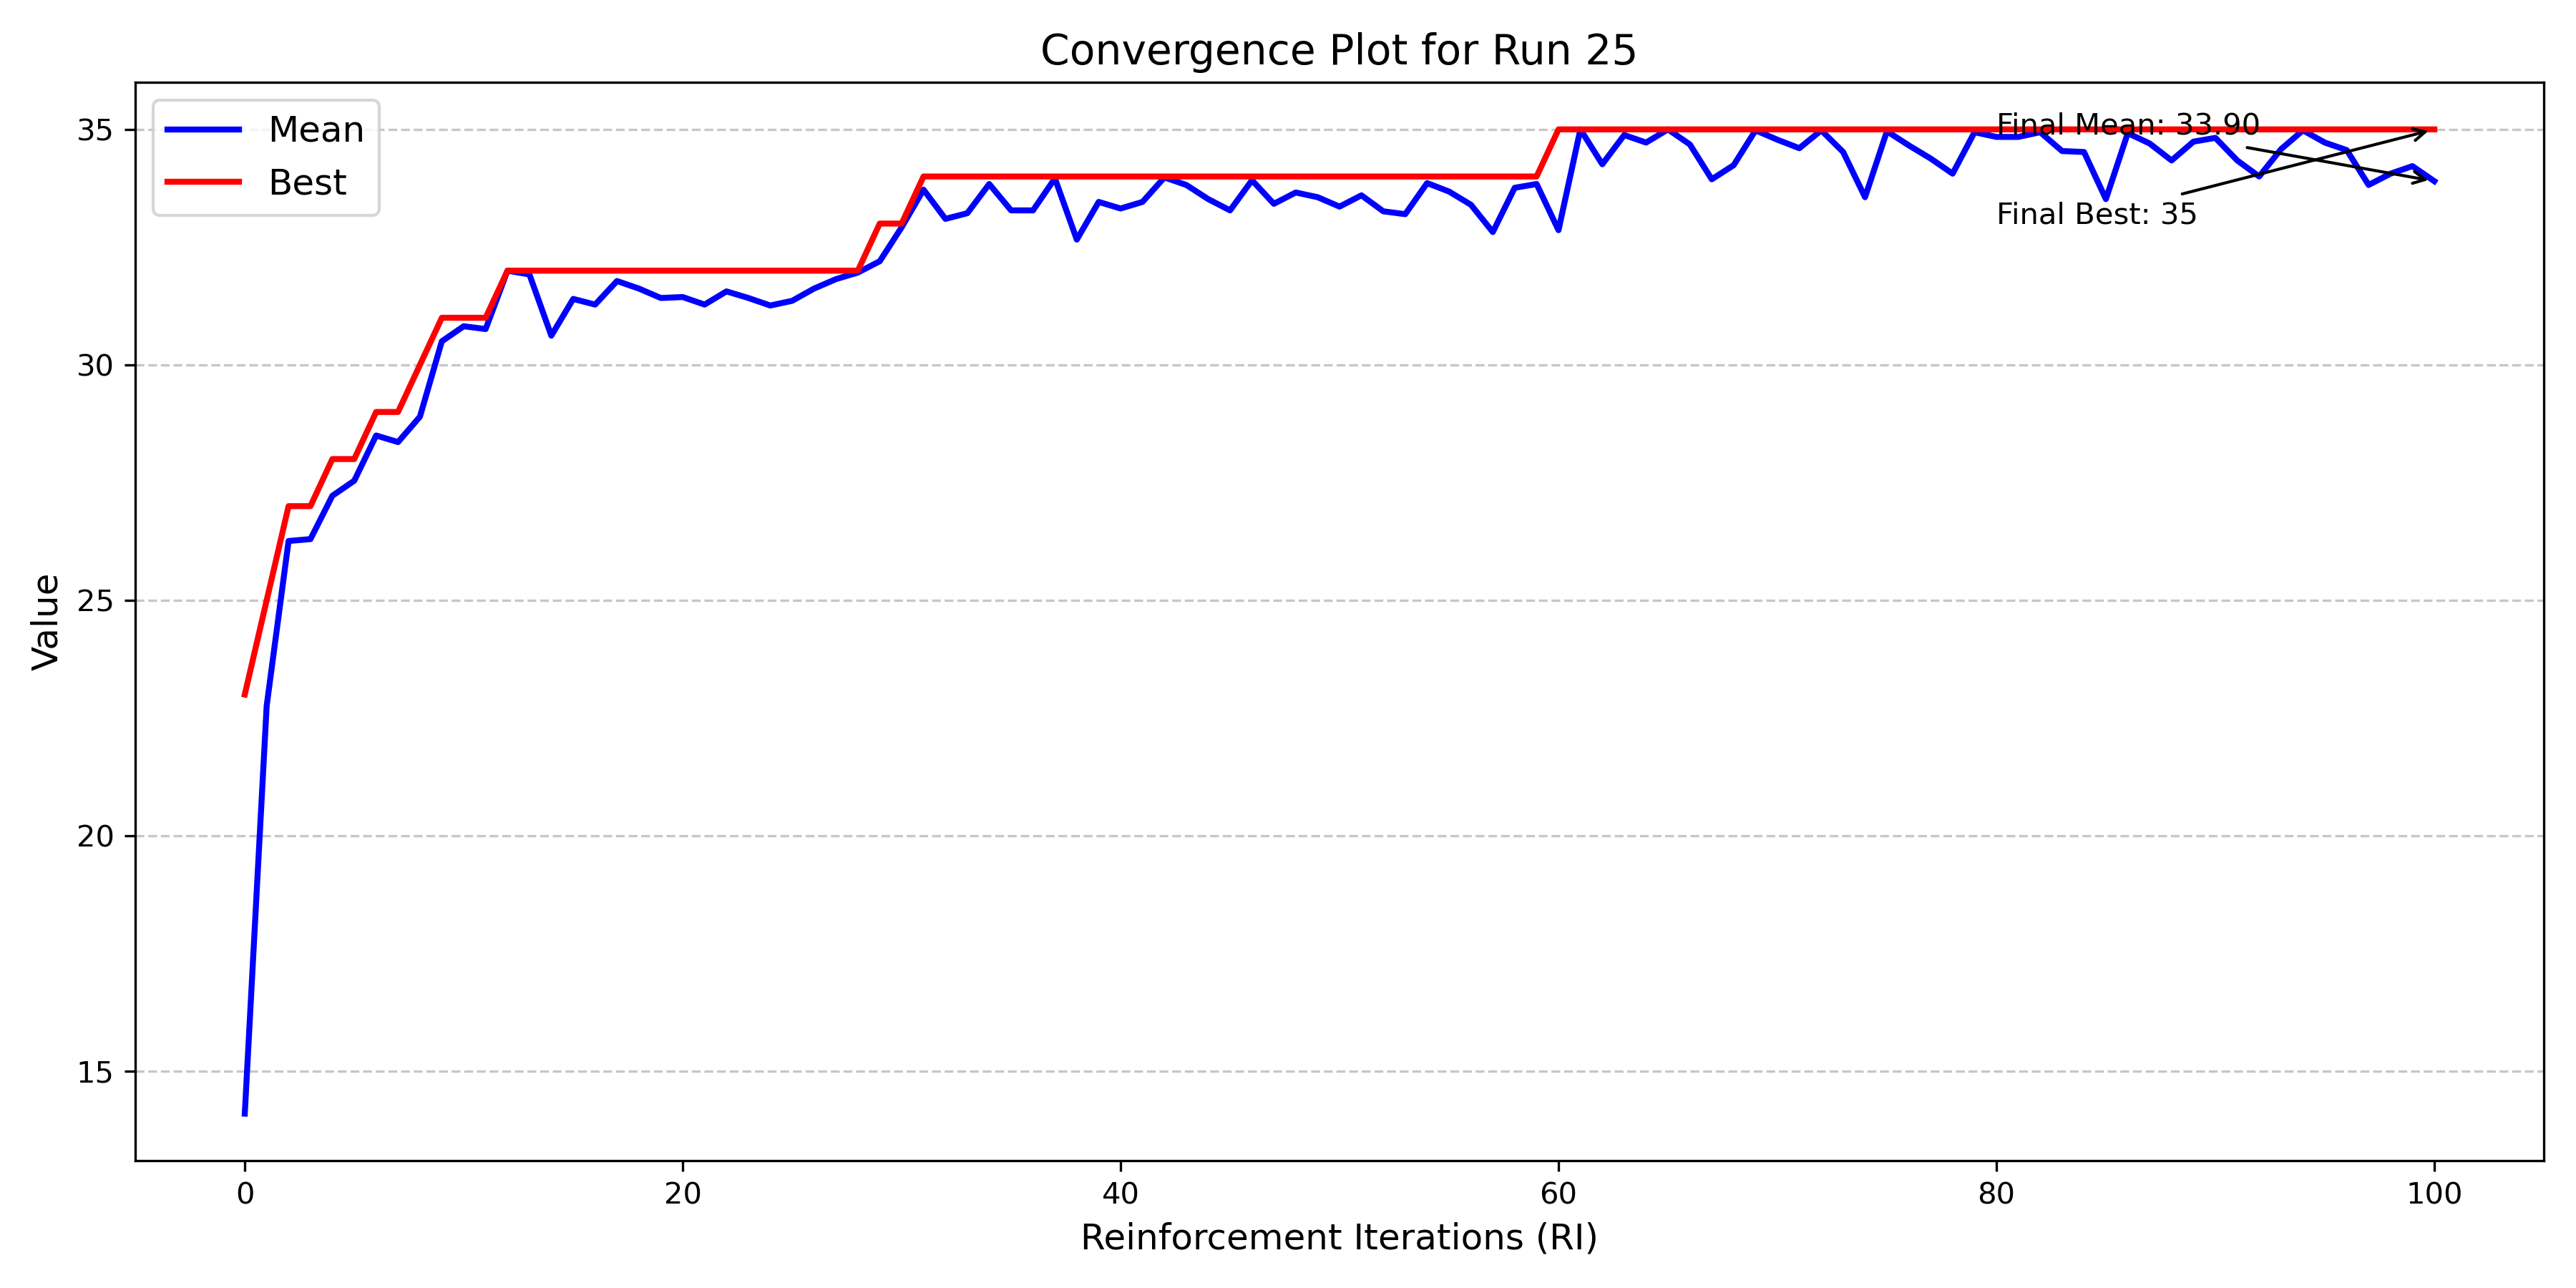 Convergence Plot for Run 25
Mean
Best
Final Mean: 33.90
Final Best: 35
Value
35
30
25
20
15
0 20 40 60 80 100
Reinforcement Iterations (RI)